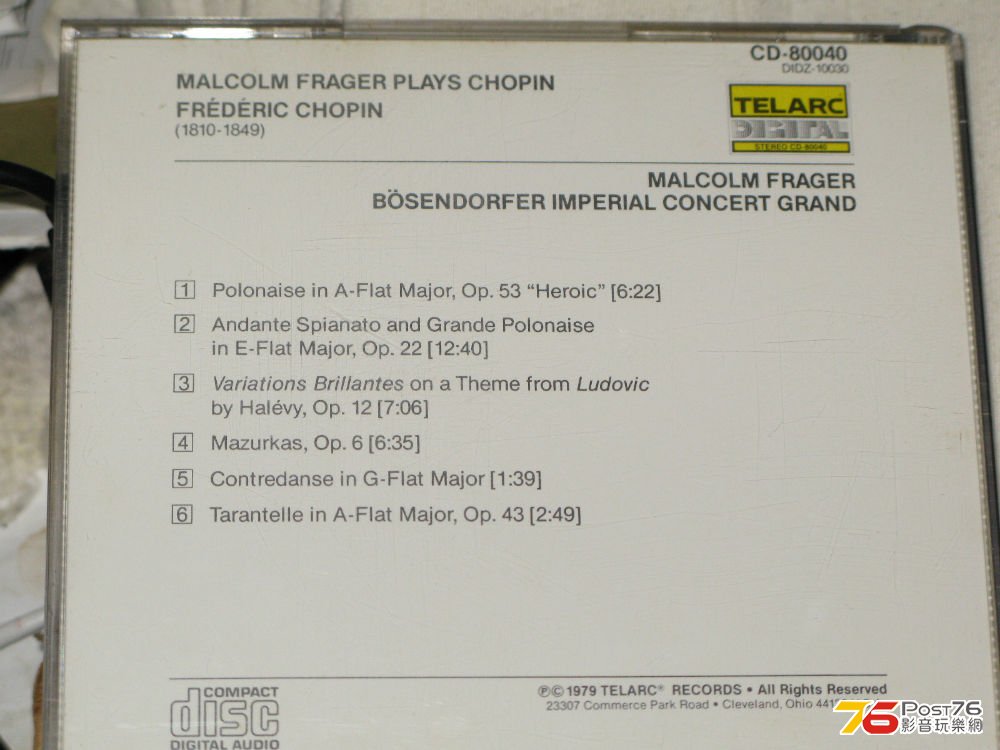 CD-80040
DIDZ-10030
MALCOLM FRAGER PLAYS CHOPIN
FRÉDÉRIC CHOPIN
(1810-1849)
TELARC
DIGITAL
STEREO CD-80040
MALCOLM FRAGER
BÖSENDORFER IMPERIAL CONCERT GRAND
1 Polonaise in A-Flat Major, Op. 53 “Heroic” [6:22]
2 Andante Spianato and Grande Polonaise
in E-Flat Major, Op. 22 [12:40]
3 Variations Brillantes on a Theme from Ludovic
by Halévy, Op. 12 [7:06]
4 Mazurkas, Op. 6 [6:35]
5 Contredanse in G-Flat Major [1:39]
6 Tarantelle in A-Flat Major, Op. 43 [2:49]
COMPACT
disc
DIGITAL AUDIO
℗© 1979 TELARC® RECORDS • All Rights Reserved
23307 Commerce Park Road • Cleveland, Ohio
76 Post76
影音玩樂網